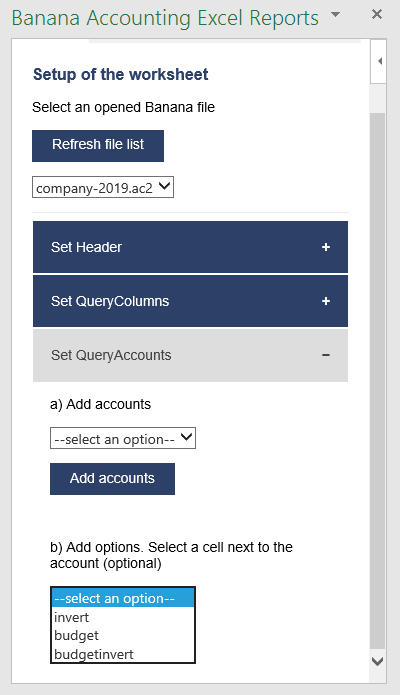 Banana Accounting Excel Reports
Setup of the worksheet
Select an opened Banana file
Refresh file list
company-2019.ac2
Set Header +
Set QueryColumns +
Set QueryAccounts −
a) Add accounts
--select an option--
Add accounts
b) Add options. Select a cell next to the
account (optional)
--select an option--
invert
budget
budgetinvert